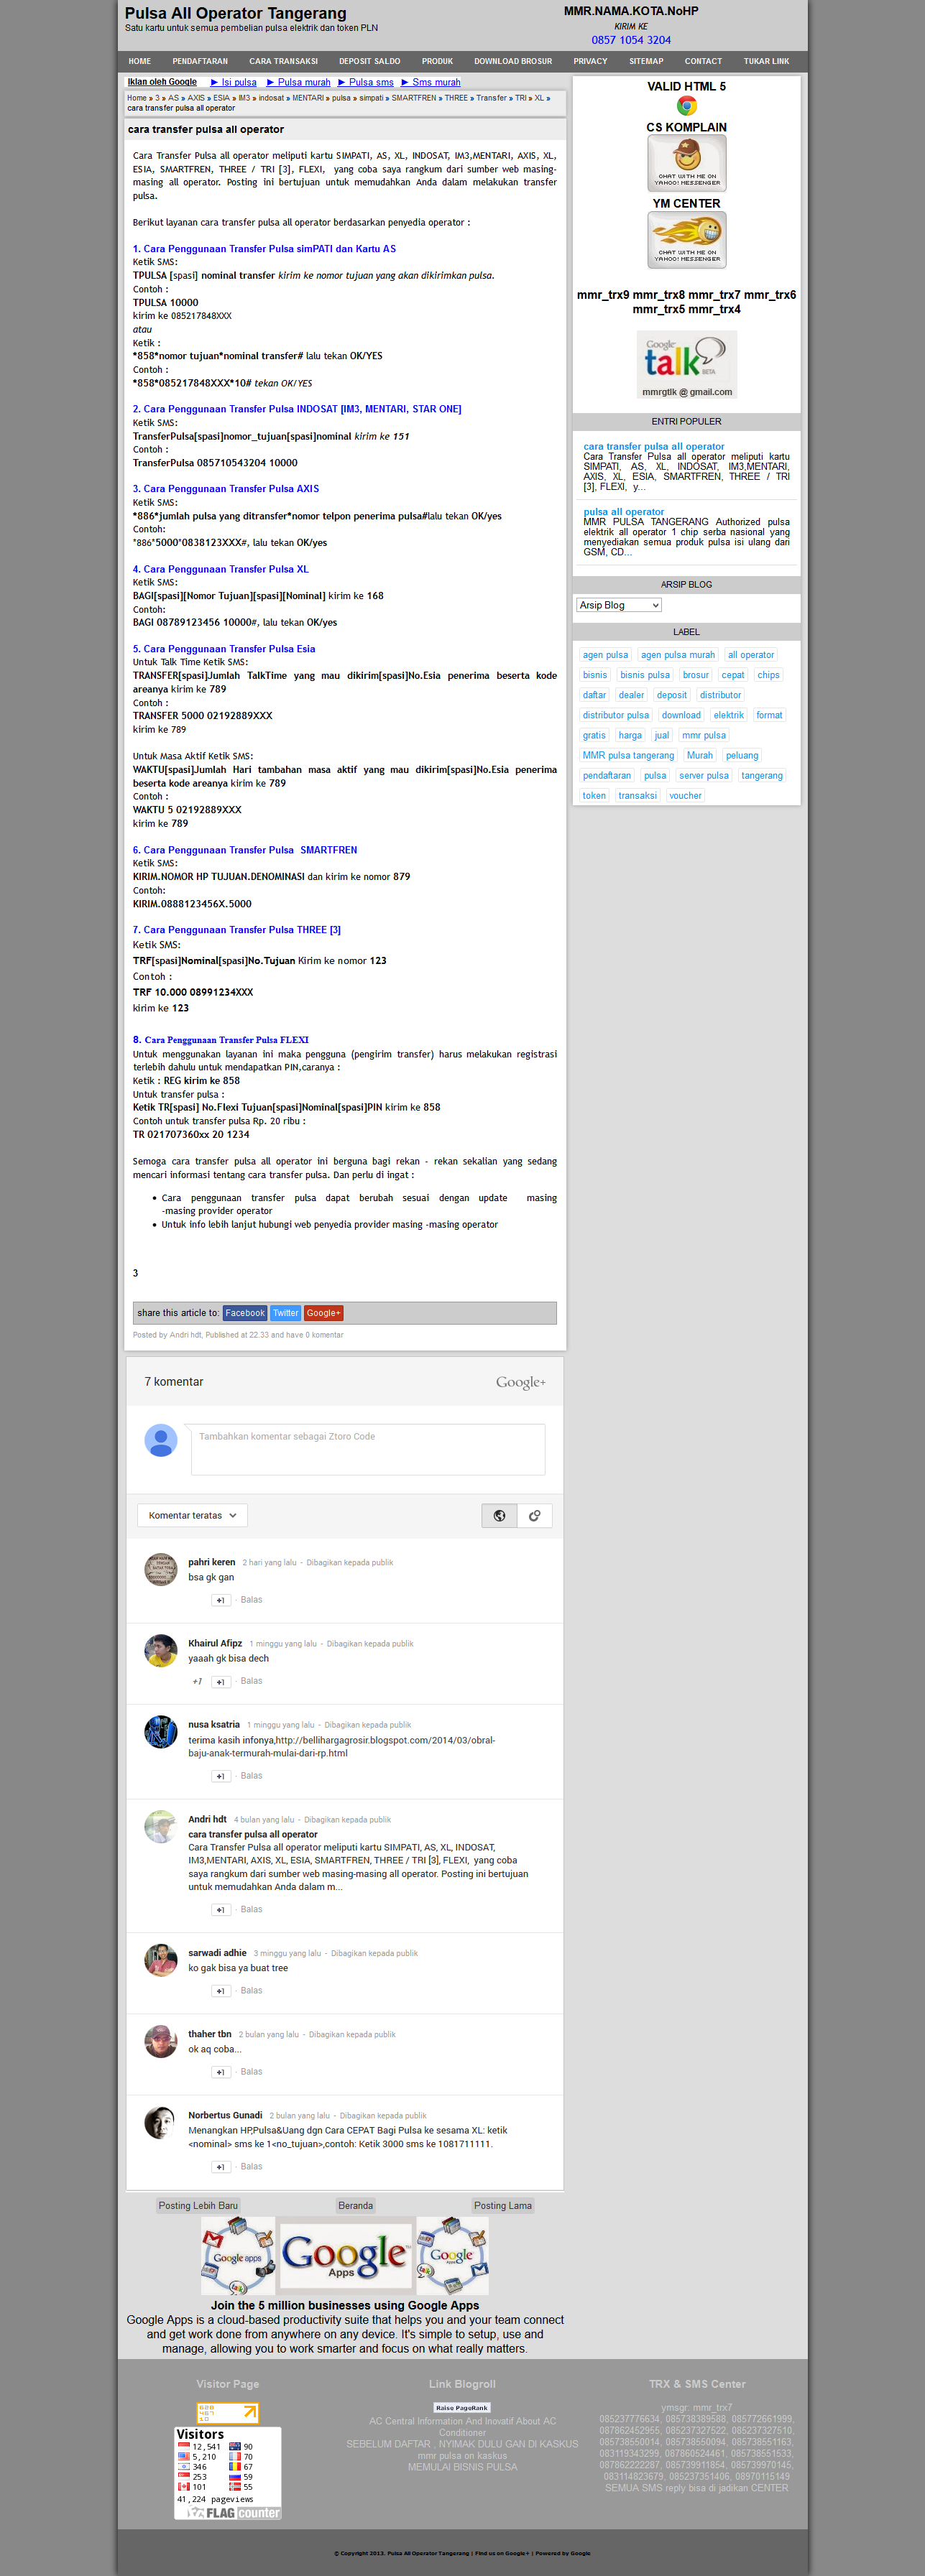 Pulsa All Operator Tangerang
Satu kartu untuk semua pembelian pulsa elektrik dan token PLN
MMR.NAMA.KOTA.NoHP
KIRIM KE
0857 1054 3204
HOME PENDAFTARAN CARA TRANSAKSI DEPOSIT SALDO PRODUK DOWNLOAD BROSUR PRIVACY SITEMAP CONTACT TUKAR LINK
Iklan oleh Google ► Isi pulsa ► Pulsa murah ► Pulsa sms ► Sms murah
Home » 3 » AS » AXIS » ESIA » IM3 » indosat » MENTARI » pulsa » simpati » SMARTFREN » THREE » Transfer » TRI » XL »
cara transfer pulsa all operator
cara transfer pulsa all operator
Cara Transfer Pulsa all operator meliputi kartu SIMPATI, AS, XL, INDOSAT, IM3,MENTARI, AXIS, XL,
ESIA, SMARTFREN, THREE / TRI [3], FLEXI, yang coba saya rangkum dari sumber web masing-
masing all operator. Posting ini bertujuan untuk memudahkan Anda dalam melakukan transfer
pulsa.
Berikut layanan cara transfer pulsa all operator berdasarkan penyedia operator :
1. Cara Penggunaan Transfer Pulsa simPATI dan Kartu AS
Ketik SMS:
TPULSA [spasi] nominal transfer kirim ke nomor tujuan yang akan dikirimkan pulsa.
Contoh :
TPULSA 10000
kirim ke 085217848XXX
atau
Ketik :
*858*nomor tujuan*nominal transfer# lalu tekan OK/YES
Contoh :
*858*085217848XXX*10# tekan OK/YES
2. Cara Penggunaan Transfer Pulsa INDOSAT [IM3, MENTARI, STAR ONE]
Ketik SMS:
TransferPulsa[spasi]nomor_tujuan[spasi]nominal kirim ke 151
Contoh :
TransferPulsa 085710543204 10000
3. Cara Penggunaan Transfer Pulsa AXIS
Ketik SMS:
*886*jumlah pulsa yang ditransfer*nomor telpon penerima pulsa#lalu tekan OK/yes
Contoh:
*886*5000*0838123XXX#, lalu tekan OK/yes
4. Cara Penggunaan Transfer Pulsa XL
Ketik SMS:
BAGI[spasi][Nomor Tujuan][spasi][Nominal] kirim ke 168
Contoh:
BAGI 08789123456 10000#, lalu tekan OK/yes
5. Cara Penggunaan Transfer Pulsa Esia
Untuk Talk Time Ketik SMS:
TRANSFER[spasi]Jumlah TalkTime yang mau dikirim[spasi]No.Esia penerima beserta kode
areanya kirim ke 789
Contoh :
TRANSFER 5000 02192889XXX
kirim ke 789
Untuk Masa Aktif Ketik SMS:
WAKTU[spasi]Jumlah Hari tambahan masa aktif yang mau dikirim[spasi]No.Esia penerima
beserta kode areanya kirim ke 789
Contoh :
WAKTU 5 02192889XXX
kirim ke 789
6. Cara Penggunaan Transfer Pulsa SMARTFREN
Ketik SMS:
KIRIM.NOMOR HP TUJUAN.DENOMINASI dan kirim ke nomor 879
Contoh:
KIRIM.0888123456X.5000
7. Cara Penggunaan Transfer Pulsa THREE [3]
Ketik SMS:
TRF[spasi]Nominal[spasi]No.Tujuan Kirim ke nomor 123
Contoh :
TRF 10.000 08991234XXX
kirim ke 123
8. Cara Penggunaan Transfer Pulsa FLEXI
Untuk menggunakan layanan ini maka pengguna (pengirim transfer) harus melakukan registrasi
terlebih dahulu untuk mendapatkan PIN,caranya :
Ketik : REG kirim ke 858
Untuk transfer pulsa :
Ketik TR[spasi] No.Flexi Tujuan[spasi]Nominal[spasi]PIN kirim ke 858
Contoh untuk transfer pulsa Rp. 20 ribu :
TR 021707360xx 20 1234
Semoga cara transfer pulsa all operator ini berguna bagi rekan - rekan sekalian yang sedang
mencari informasi tentang cara transfer pulsa. Dan perlu di ingat :
• Cara penggunaan transfer pulsa dapat berubah sesuai dengan update masing
-masing provider operator
• Untuk info lebih lanjut hubungi web penyedia provider masing -masing operator
3
share this article to: Facebook Twitter Google+
Posted by Andri hdt, Published at 22.33 and have 0 komentar
7 komentar Google+
Tambahkan komentar sebagai Ztoro Code
Komentar teratas
pahri keren 2 hari yang lalu - Dibagikan kepada publik
bsa gk gan
+1 · Balas
Khairul Afipz 1 minggu yang lalu - Dibagikan kepada publik
yaaah gk bisa dech
+1 +1 · Balas
nusa ksatria 1 minggu yang lalu - Dibagikan kepada publik
terima kasih infonya,http://bellihargagrosir.blogspot.com/2014/03/obral-
baju-anak-termurah-mulai-dari-rp.html
+1 · Balas
Andri hdt 4 bulan yang lalu - Dibagikan kepada publik
cara transfer pulsa all operator
Cara Transfer Pulsa all operator meliputi kartu SIMPATI, AS, XL, INDOSAT,
IM3,MENTARI, AXIS, XL, ESIA, SMARTFREN, THREE / TRI [3], FLEXI, yang coba
saya rangkum dari sumber web masing-masing all operator. Posting ini bertujuan
untuk memudahkan Anda dalam m...
+1 · Balas
sarwadi adhie 3 minggu yang lalu - Dibagikan kepada publik
ko gak bisa ya buat tree
+1 · Balas
thaher tbn 2 bulan yang lalu - Dibagikan kepada publik
ok aq coba...
+1 · Balas
Norbertus Gunadi 2 bulan yang lalu - Dibagikan kepada publik
Menangkan HP,Pulsa&Uang dgn Cara CEPAT Bagi Pulsa ke sesama XL: ketik
<nominal> sms ke 1<no_tujuan>,contoh: Ketik 3000 sms ke 1081711111.
+1 · Balas
Posting Lebih Baru Beranda Posting Lama
Google apps Google Apps Google Apps
Join the 5 million businesses using Google Apps
Google Apps is a cloud-based productivity suite that helps you and your team connect
and get work done from anywhere on any device. It's simple to setup, use and
manage, allowing you to work smarter and focus on what really matters.
VALID HTML 5
CS KOMPLAIN
CHAT WITH ME ON
YAHOO! MESSENGER
YM CENTER
CHAT WITH ME ON
YAHOO! MESSENGER
mmr_trx9 mmr_trx8 mmr_trx7 mmr_trx6
mmr_trx5 mmr_trx4
Google
talk
BETA
mmrgtlk @ gmail.com
ENTRI POPULER
cara transfer pulsa all operator
Cara Transfer Pulsa all operator meliputi kartu
SIMPATI, AS, XL, INDOSAT, IM3,MENTARI,
AXIS, XL, ESIA, SMARTFREN, THREE / TRI
[3], FLEXI, y...
pulsa all operator
MMR PULSA TANGERANG Authorized pulsa
elektrik all operator 1 chip serba nasional yang
menyediakan semua produk pulsa isi ulang dari
GSM, CD...
ARSIP BLOG
Arsip Blog
LABEL
agen pulsa agen pulsa murah all operator
bisnis bisnis pulsa brosur cepat chips
daftar dealer deposit distributor
distributor pulsa download elektrik format
gratis harga jual mmr pulsa
MMR pulsa tangerang Murah peluang
pendaftaran pulsa server pulsa tangerang
token transaksi voucher
Visitor Page
Visitors
12,541 90
5,210 70
346 67
253 59
101 55
41,224 pageviews
FLAG counter
Link Blogroll
Raise PageRank
AC Central Information And Inovatif About AC
Conditioner
SEBELUM DAFTAR , NYIMAK DULU GAN DI KASKUS
mmr pulsa on kaskus
MEMULAI BISNIS PULSA
TRX & SMS Center
ymsgr: mmr_trx7
085237776634, 085738389588, 085772661999,
087862452955, 085237327522, 085237327510,
085738550014, 085738550094, 085738551163,
083119343299, 087860524461, 085738551533,
087862222287, 085739911854, 085739970145,
083114823679, 085237351406, 08970115149
SEMUA SMS reply bisa di jadikan CENTER
© Copyright 2013. Pulsa All Operator Tangerang | Find us on Google+ | Powered by Google